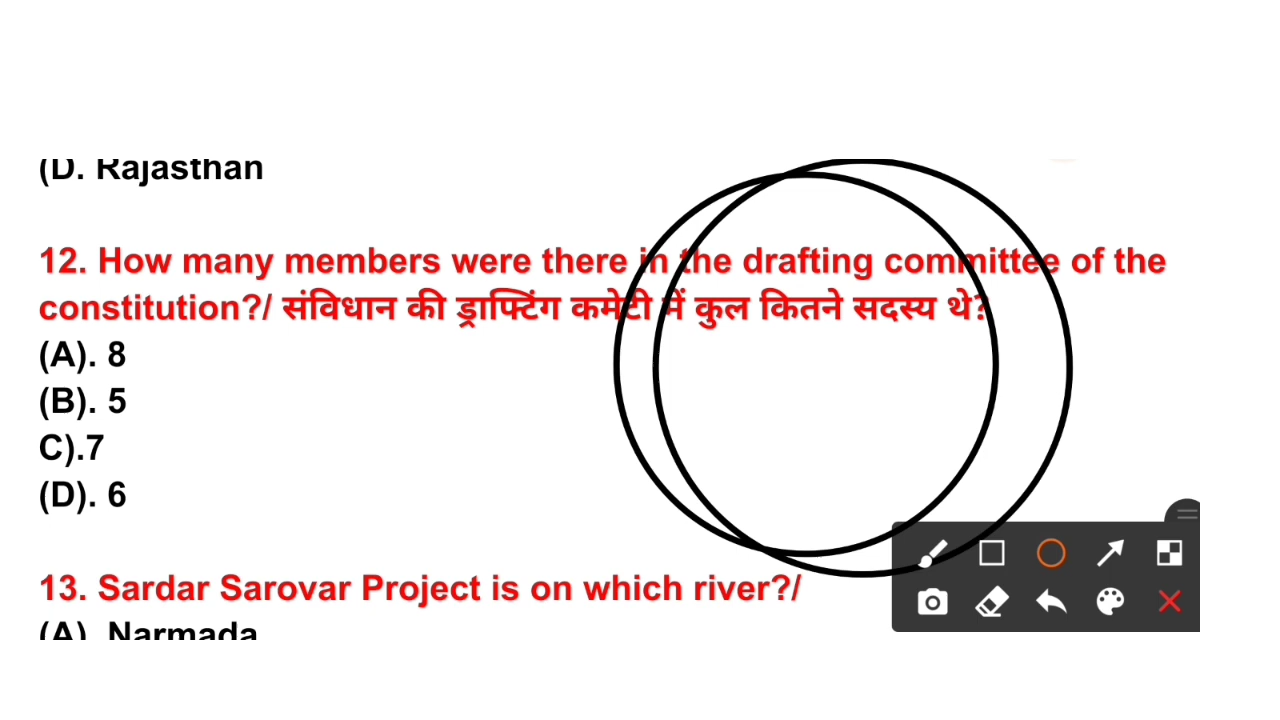 (D. Rajasthan
12. How many members were there in the drafting committee of the
constitution?/ संविधान की ड्राफ्टिंग कमेटी में कुल कितने सदस्य थे?
(A). 8
(B). 5
C).7
(D). 6
13. Sardar Sarovar Project is on which river?/
(A). Narmada